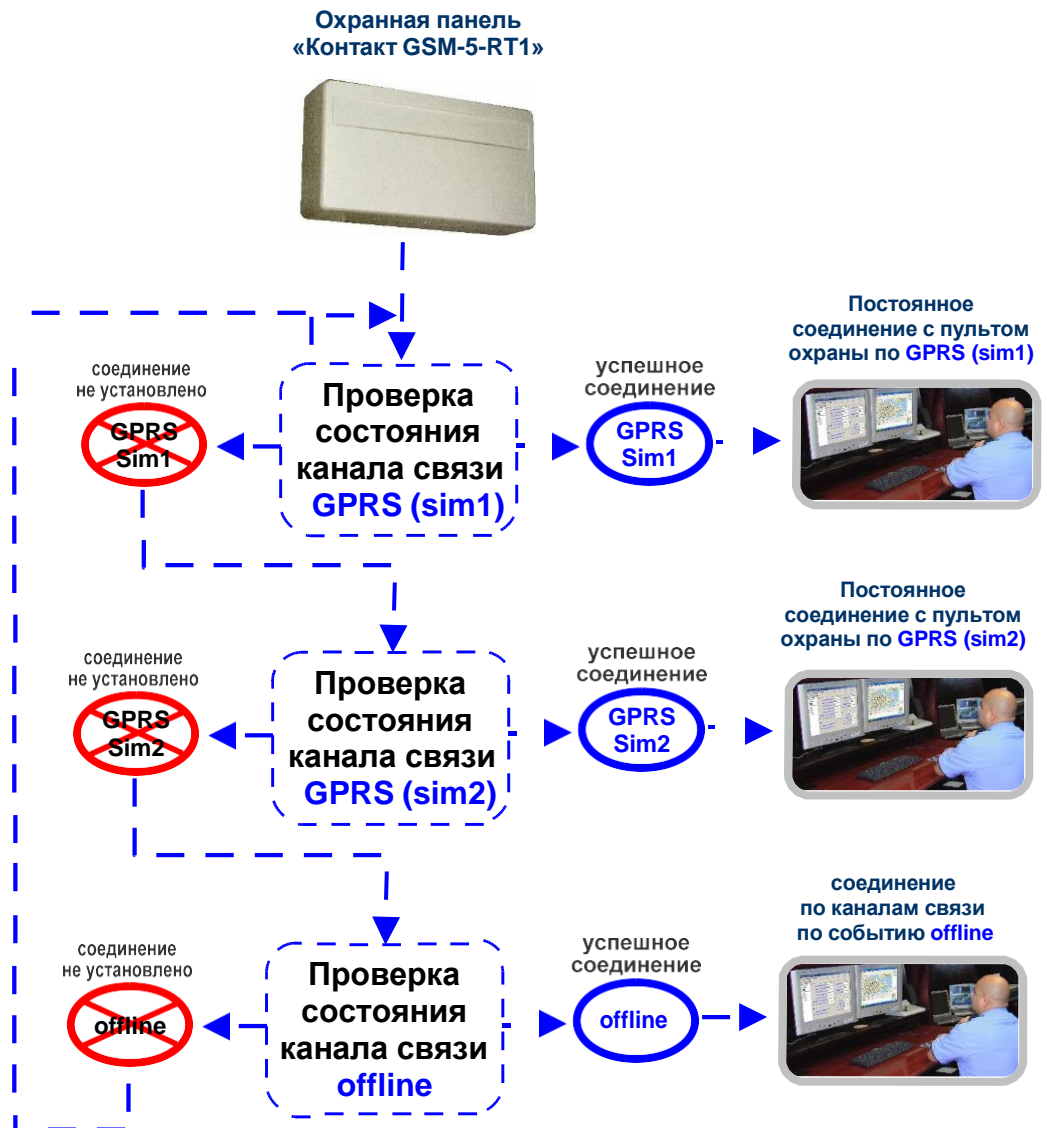 Охранная панель
«Контакт GSM-5-RT1»
соединение
не установлено
GPRS
Sim1
Проверка
состояния
канала связи
GPRS (sim1)
успешное
соединение
GPRS
Sim1
Постоянное
соединение с пультом
охраны по GPRS (sim1)
соединение
не установлено
GPRS
Sim2
Проверка
состояния
канала связи
GPRS (sim2)
успешное
соединение
GPRS
Sim2
Постоянное
соединение с пультом
охраны по GPRS (sim2)
соединение
не установлено
offline
Проверка
состояния
канала связи
offline
успешное
соединение
offline
соединение
по каналам связи
по событию offline